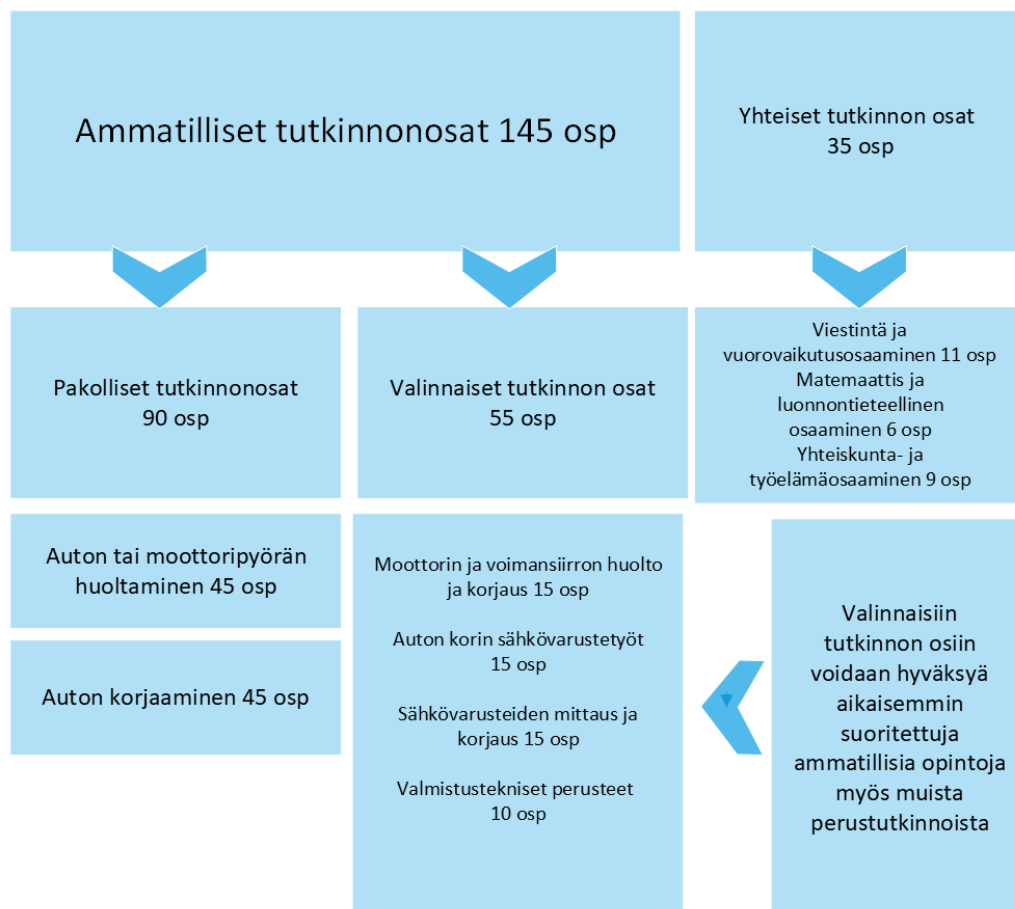 Ammatilliset tutkinnonosat 145 osp
Yhteiset tutkinnon osat
35 osp
Pakolliset tutkinnonosat
90 osp
Valinnaiset tutkinnon osat
55 osp
Viestintä ja
vuorovaikutusosaaminen 11 osp
Matemaattis ja
luonnontieteellinen
osaaminen 6 osp
Yhteiskunta- ja
työelämäosaaminen 9 osp
Auton tai moottoripyörän
huoltaminen 45 osp
Auton korjaaminen 45 osp
Moottorin ja voimansiirron huolto
ja korjaus 15 osp
Auton korin sähkövarustetyöt
15 osp
Sähkövarusteiden mittaus ja
korjaus 15 osp
Valmistustekniset perusteet
10 osp
Valinnaisiin
tutkinnon osiin
voidaan hyväksyä
aikaisemmin
suoritettuja
ammatillisia opintoja
myös muista
perustutkinnoista